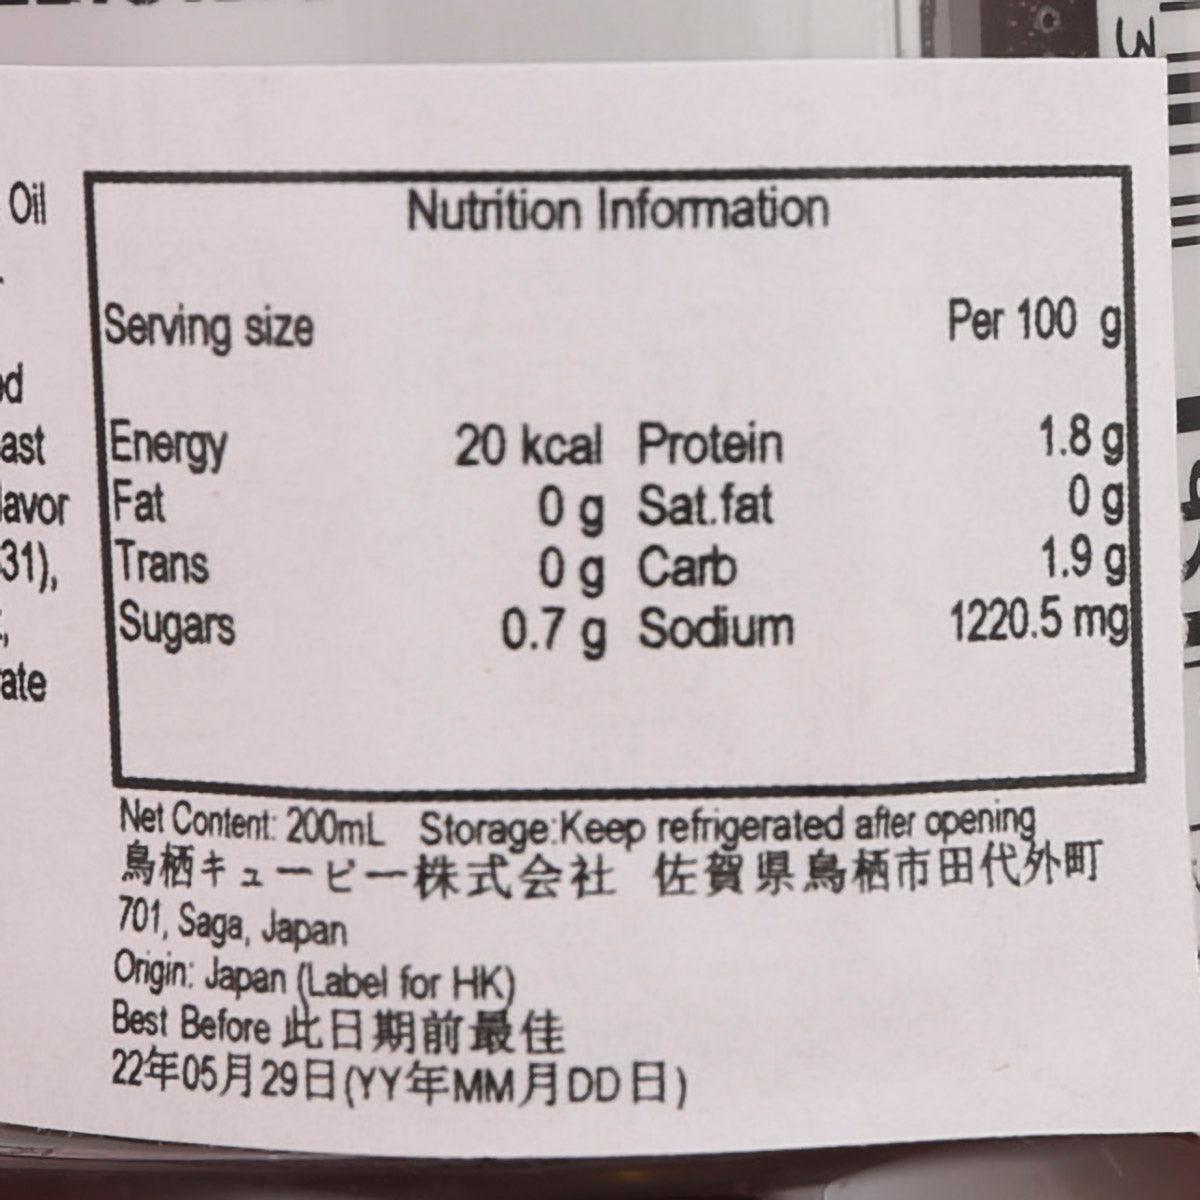 Oil
ed
ast
lavor
31),
ate
Nutrition Information
Serving size Per 100 g
Energy 20 kcal Protein 1.8 g
Fat 0 g Sat.fat 0 g
Trans 0 g Carb 1.9 g
Sugars 0.7 g Sodium 1220.5 mg
Net Content: 200mL Storage:Keep refrigerated after opening
鳥栖キューピー株式会社 佐賀県鳥栖市田代外町
701, Saga, Japan
Origin: Japan (Label for HK)
Best Before 此日期前最佳
22年05月29日(YY年MM月DD日)